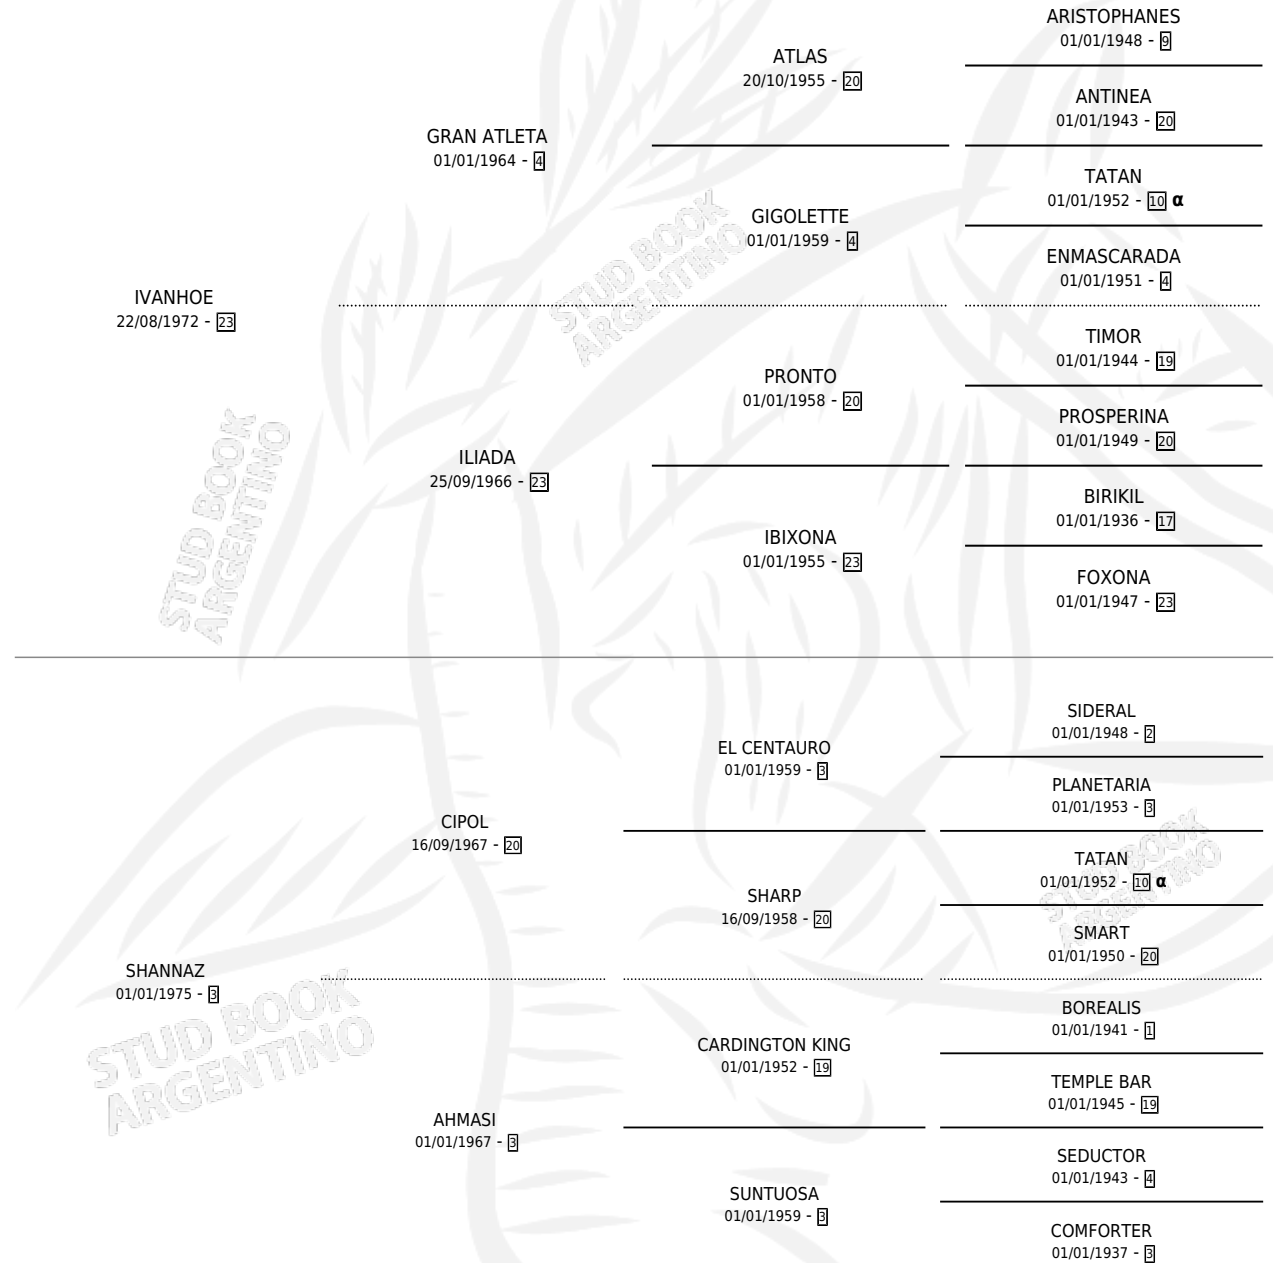 ARISTOPHANES
01/01/1948 - 9
ATLAS
20/10/1955 - 20
ANTINEA
01/01/1943 - 20
GRAN ATLETA
01/01/1964 - 4
TATAN
01/01/1952 - 10 α
GIGOLETTE
01/01/1959 - 4
ENMASCARADA
01/01/1951 - 4
IVANHOE
22/08/1972 - 23
TIMOR
01/01/1944 - 19
PRONTO
01/01/1958 - 20
PROSPERINA
01/01/1949 - 20
ILIADA
25/09/1966 - 23
BIRIKIL
01/01/1936 - 17
IBIXONA
01/01/1955 - 23
FOXONA
01/01/1947 - 23
STUD BOOK
ARGENTINO
STUD BOOK
ARGENTINO
SIDERAL
01/01/1948 - 2
EL CENTAURO
01/01/1959 - 3
PLANETARIA
01/01/1953 - 3
CIPOL
16/09/1967 - 20
TATAN
01/01/1952 - 10 α
SHARP
16/09/1958 - 20
SMART
01/01/1950 - 20
SHANNAZ
01/01/1975 - 3
BOREALIS
01/01/1941 - 1
CARDINGTON KING
01/01/1952 - 19
TEMPLE BAR
01/01/1945 - 19
AHMASI
01/01/1967 - 3
SEDUCTOR
01/01/1943 - 4
SUNTUOSA
01/01/1959 - 3
COMFORTER
01/01/1937 - 3
STUD BOOK
ARGENTINO
STUD BOOK
ARGENTINO